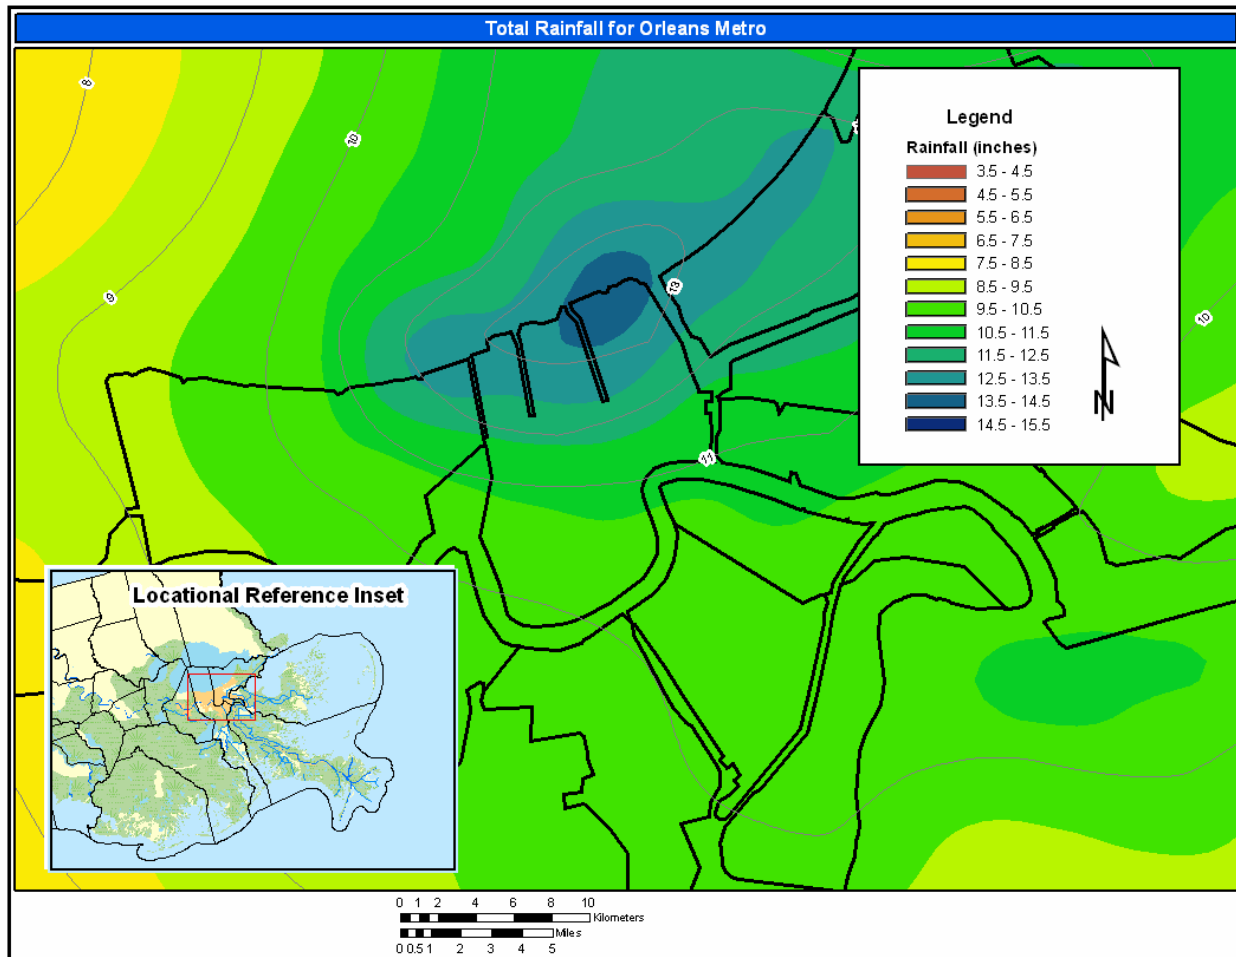 Total Rainfall for Orleans Metro
8
10
9
13
11
10
Legend
Rainfall (inches)
3.5 - 4.5
4.5 - 5.5
5.5 - 6.5
6.5 - 7.5
7.5 - 8.5
8.5 - 9.5
9.5 - 10.5
10.5 - 11.5
11.5 - 12.5
12.5 - 13.5
13.5 - 14.5
14.5 - 15.5
N
Locational Reference Inset
0 1 2 4 6 8 10
Kilometers
Miles
0 0.5 1 2 3 4 5